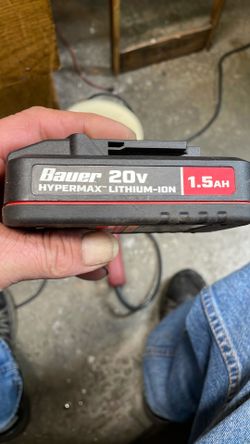 Bauer 20v
HYPERMAX™ LITHIUM-ION
1.5AH